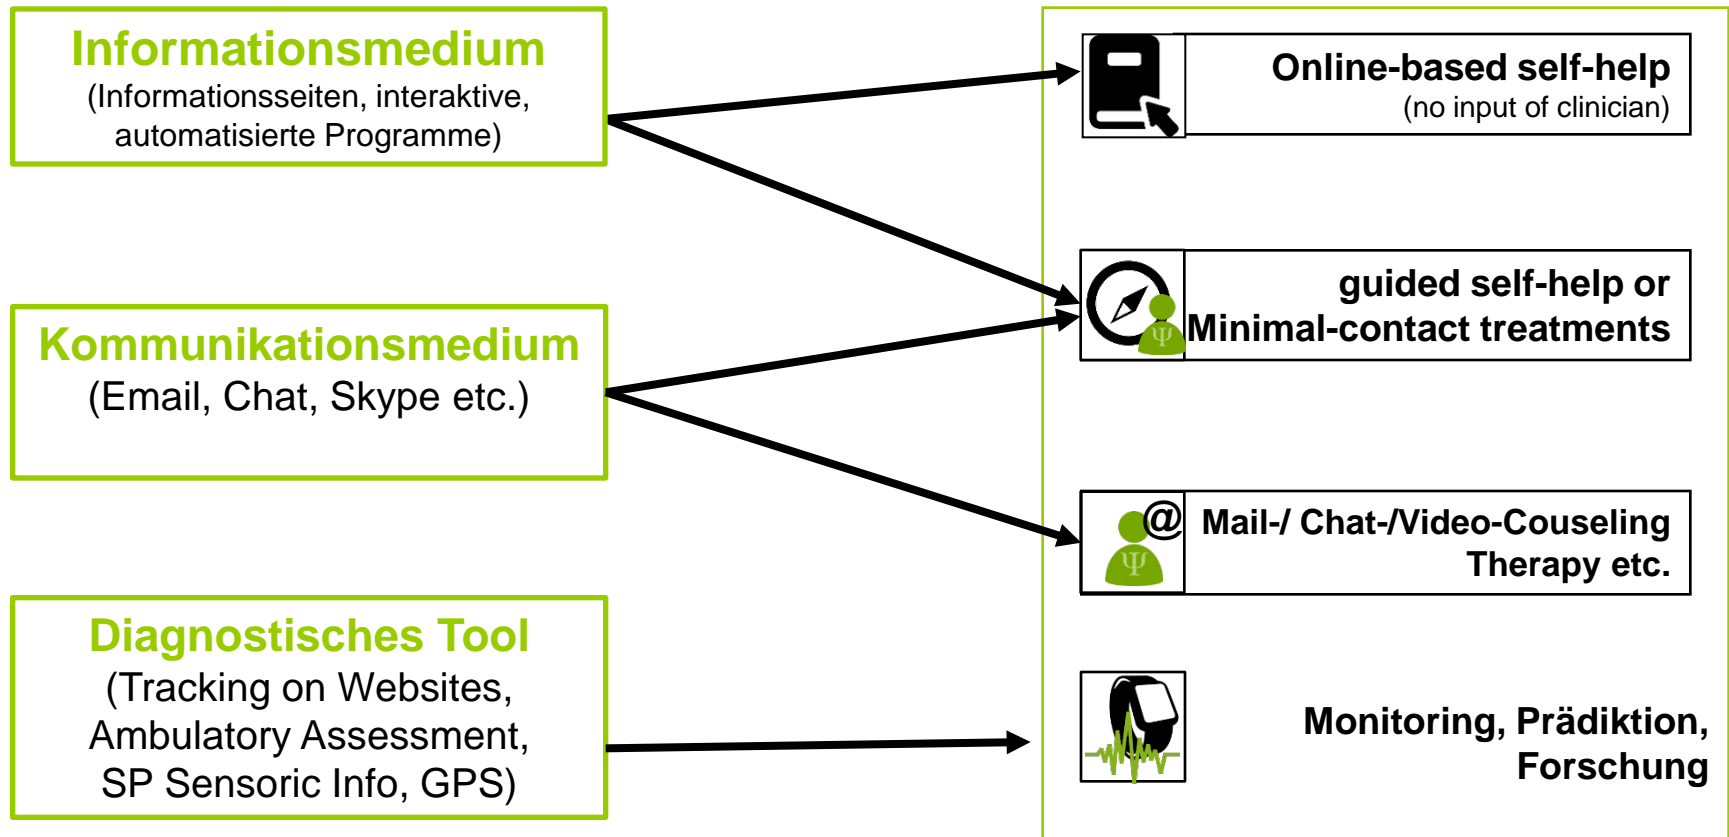 Informationsmedium
(Informationsseiten, interaktive,
automatisierte Programme)
Kommunikationsmedium
(Email, Chat, Skype etc.)
Diagnostisches Tool
(Tracking on Websites,
Ambulatory Assessment,
SP Sensoric Info, GPS)
Online-based self-help
(no input of clinician)
Ψ
guided self-help or
Minimal-contact treatments
@
Ψ
Mail-/ Chat-/Video-Couseling
Therapy etc.
Monitoring, Prädiktion,
Forschung